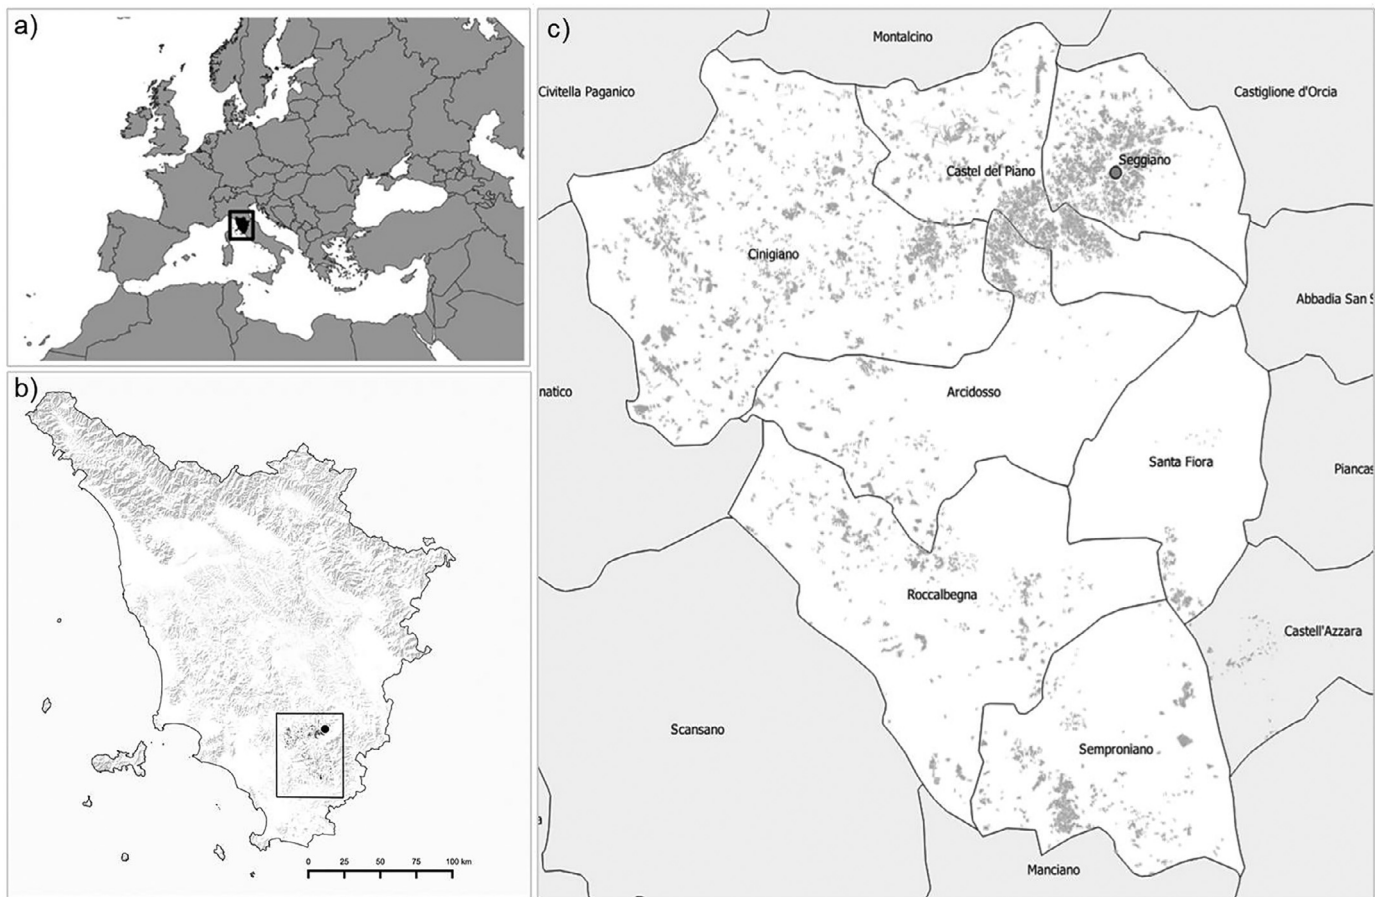 a)
b)
0 25 50 75 100 km
c)
Montalcino
Civitella Paganico
Castiglione d'Orcia
Seggiano
Castel del Piano
Cinigiano
Abbadia San S
natico
Arcidosso
Santa Fiora
Piancas
Roccalbegna
Castell'Azzara
Scansano
Semproniano
a
Manciano